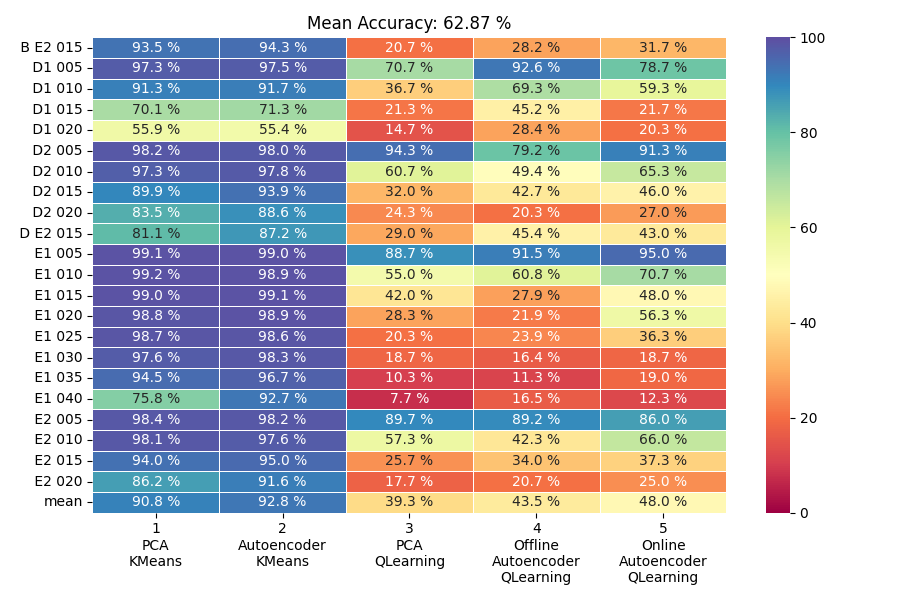 Mean Accuracy: 62.87 %
B E2 015 93.5 % 94.3 % 20.7 % 28.2 % 31.7 % 100
D1 005 97.3 % 97.5 % 70.7 % 92.6 % 78.7 %
D1 010 91.3 % 91.7 % 36.7 % 69.3 % 59.3 %
D1 015 70.1 % 71.3 % 21.3 % 45.2 % 21.7 %
D1 020 55.9 % 55.4 % 14.7 % 28.4 % 20.3 % 80
D2 005 98.2 % 98.0 % 94.3 % 79.2 % 91.3 %
D2 010 97.3 % 97.8 % 60.7 % 49.4 % 65.3 %
D2 015 89.9 % 93.9 % 32.0 % 42.7 % 46.0 %
D2 020 83.5 % 88.6 % 24.3 % 20.3 % 27.0 %
D E2 015 81.1 % 87.2 % 29.0 % 45.4 % 43.0 % 60
E1 005 99.1 % 99.0 % 88.7 % 91.5 % 95.0 %
E1 010 99.2 % 98.9 % 55.0 % 60.8 % 70.7 %
E1 015 99.0 % 99.1 % 42.0 % 27.9 % 48.0 %
E1 020 98.8 % 98.9 % 28.3 % 21.9 % 56.3 % 40
E1 025 98.7 % 98.6 % 20.3 % 23.9 % 36.3 %
E1 030 97.6 % 98.3 % 18.7 % 16.4 % 18.7 %
E1 035 94.5 % 96.7 % 10.3 % 11.3 % 19.0 %
E1 040 75.8 % 92.7 % 7.7 % 16.5 % 12.3 %
E2 005 98.4 % 98.2 % 89.7 % 89.2 % 86.0 % 20
E2 010 98.1 % 97.6 % 57.3 % 42.3 % 66.0 %
E2 015 94.0 % 95.0 % 25.7 % 34.0 % 37.3 %
E2 020 86.2 % 91.6 % 17.7 % 20.7 % 25.0 %
mean 90.8 % 92.8 % 39.3 % 43.5 % 48.0 % 0
1 2 3 4 5
PCA Autoencoder PCA Offline Online
KMeans KMeans QLearning Autoencoder Autoencoder
QLearning QLearning